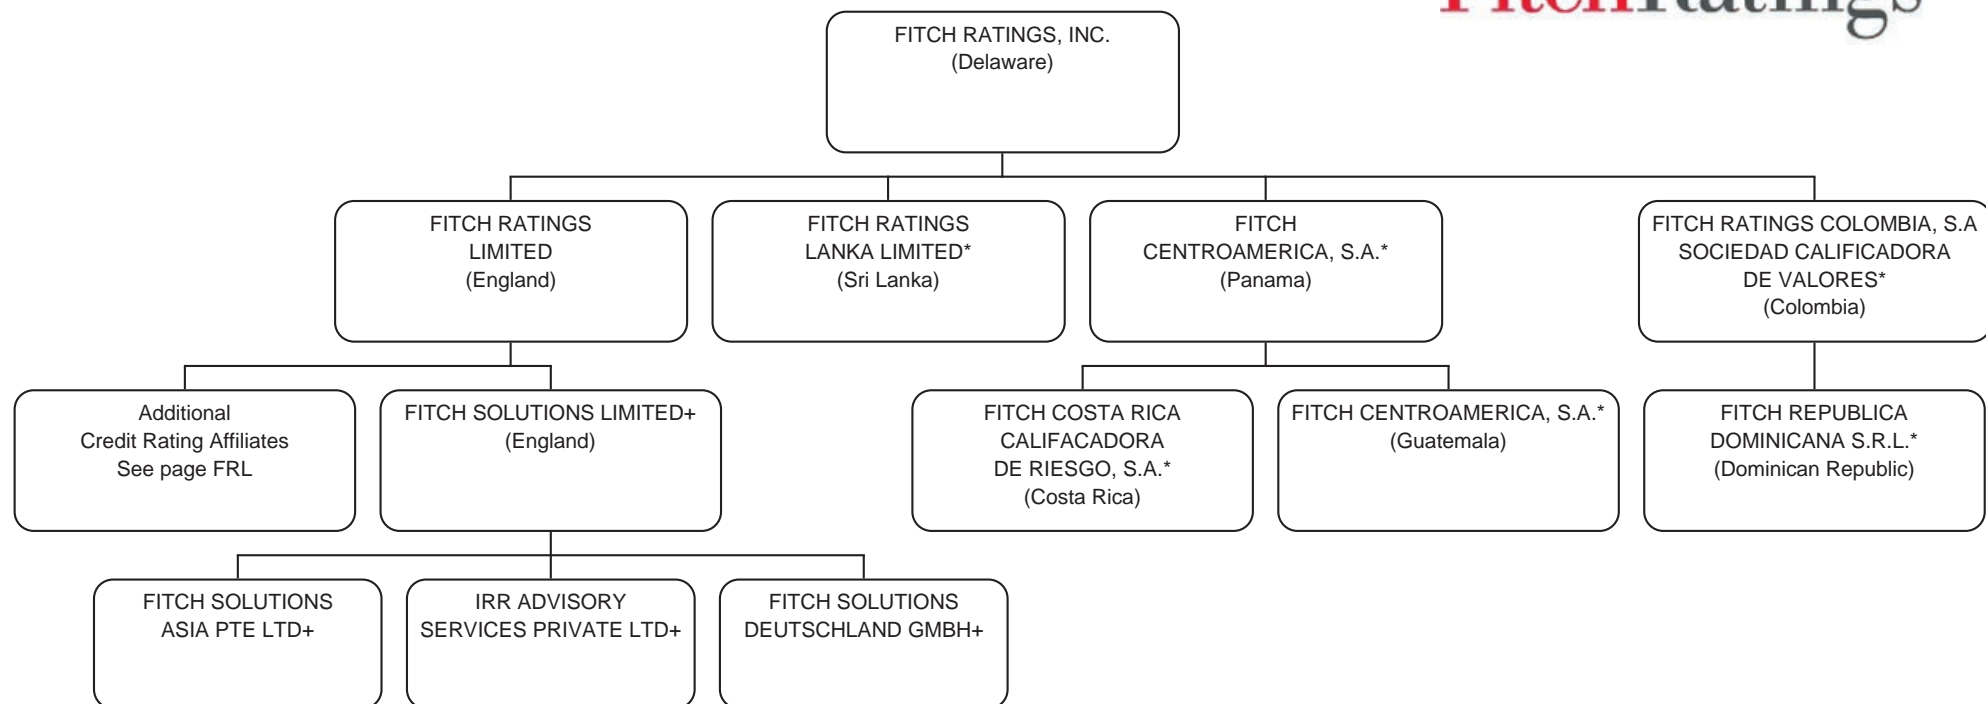 FitchRatings
FITCH RATINGS, INC.
(Delaware)
FITCH RATINGS
LIMITED
(England)
FITCH RATINGS
LANKA LIMITED*
(Sri Lanka)
FITCH
CENTROAMERICA, S.A.*
(Panama)
FITCH RATINGS COLOMBIA, S.A
SOCIEDAD CALIFICADORA
DE VALORES*
(Colombia)
Additional
Credit Rating Affiliates
See page FRL
FITCH SOLUTIONS LIMITED+
(England)
FITCH COSTA RICA
CALIFACADORA
DE RIESGO, S.A.*
(Costa Rica)
FITCH CENTROAMERICA, S.A.*
(Guatemala)
FITCH REPUBLICA
DOMINICANA S.R.L.*
(Dominican Republic)
FITCH SOLUTIONS
ASIA PTE LTD+
IRR ADVISORY
SERVICES PRIVATE LTD+
FITCH SOLUTIONS
DEUTSCHLAND GMBH+